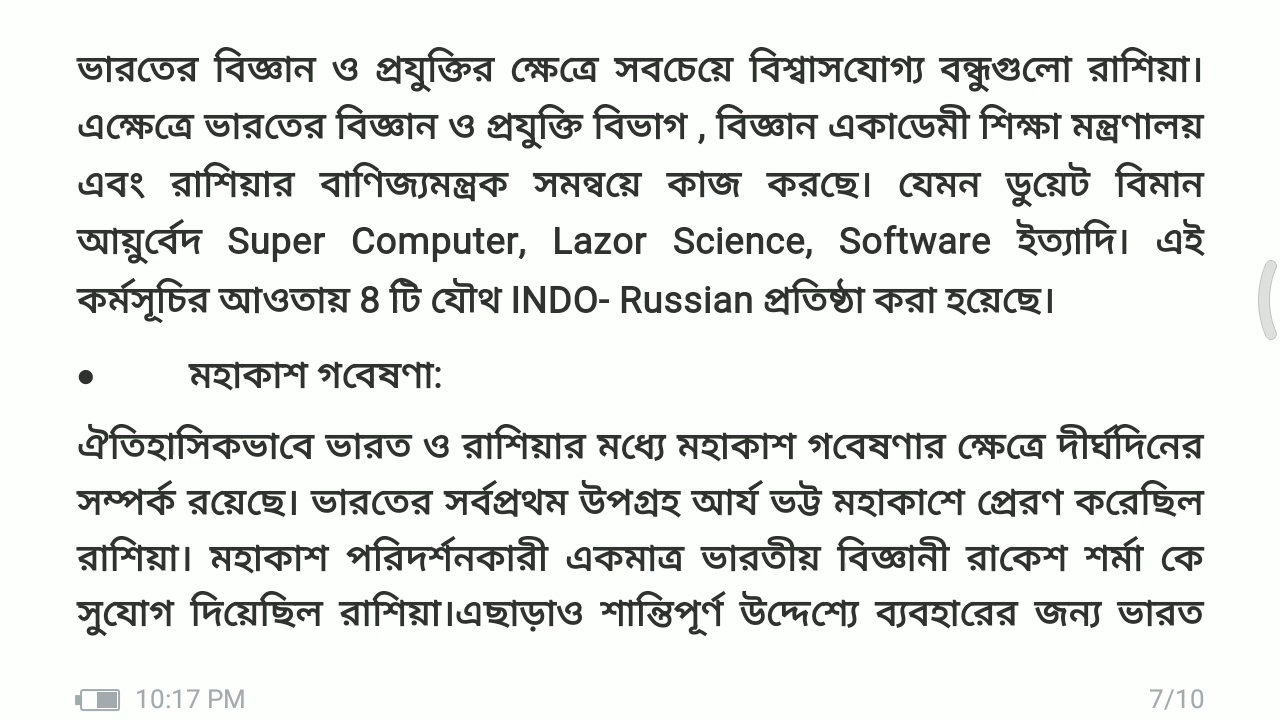 ভারতের বিজ্ঞান ও প্রযুক্তির ক্ষেত্রে সবচেয়ে বিশ্বাসযোগ্য বন্ধুগুলো রাশিয়া।
এক্ষেত্রে ভারতের বিজ্ঞান ও প্রযুক্তি বিভাগ , বিজ্ঞান একাডেমী শিক্ষা মন্ত্রণালয়
এবং রাশিয়ার বাণিজ্যমন্ত্রক সমন্বয়ে কাজ করছে। যেমন ডুয়েট বিমান
আয়ুর্বেদ Super Computer, Lazor Science, Software ইত্যাদি। এই
কর্মসূচির আওতায় 8 টি যৌথ INDO- Russian প্রতিষ্ঠা করা হয়েছে।
• মহাকাশ গবেষণা:
ঐতিহাসিকভাবে ভারত ও রাশিয়ার মধ্যে মহাকাশ গবেষণার ক্ষেত্রে দীর্ঘদিনের
সম্পর্ক রয়েছে। ভারতের সর্বপ্রথম উপগ্রহ আর্য ভট্ট মহাকাশে প্রেরণ করেছিল
রাশিয়া। মহাকাশ পরিদর্শনকারী একমাত্র ভারতীয় বিজ্ঞানী রাকেশ শর্মা কে
সুযোগ দিয়েছিল রাশিয়া।এছাড়াও শান্তিপূর্ণ উদ্দেশ্যে ব্যবহারের জন্য ভারত
10:17 PM 7/10